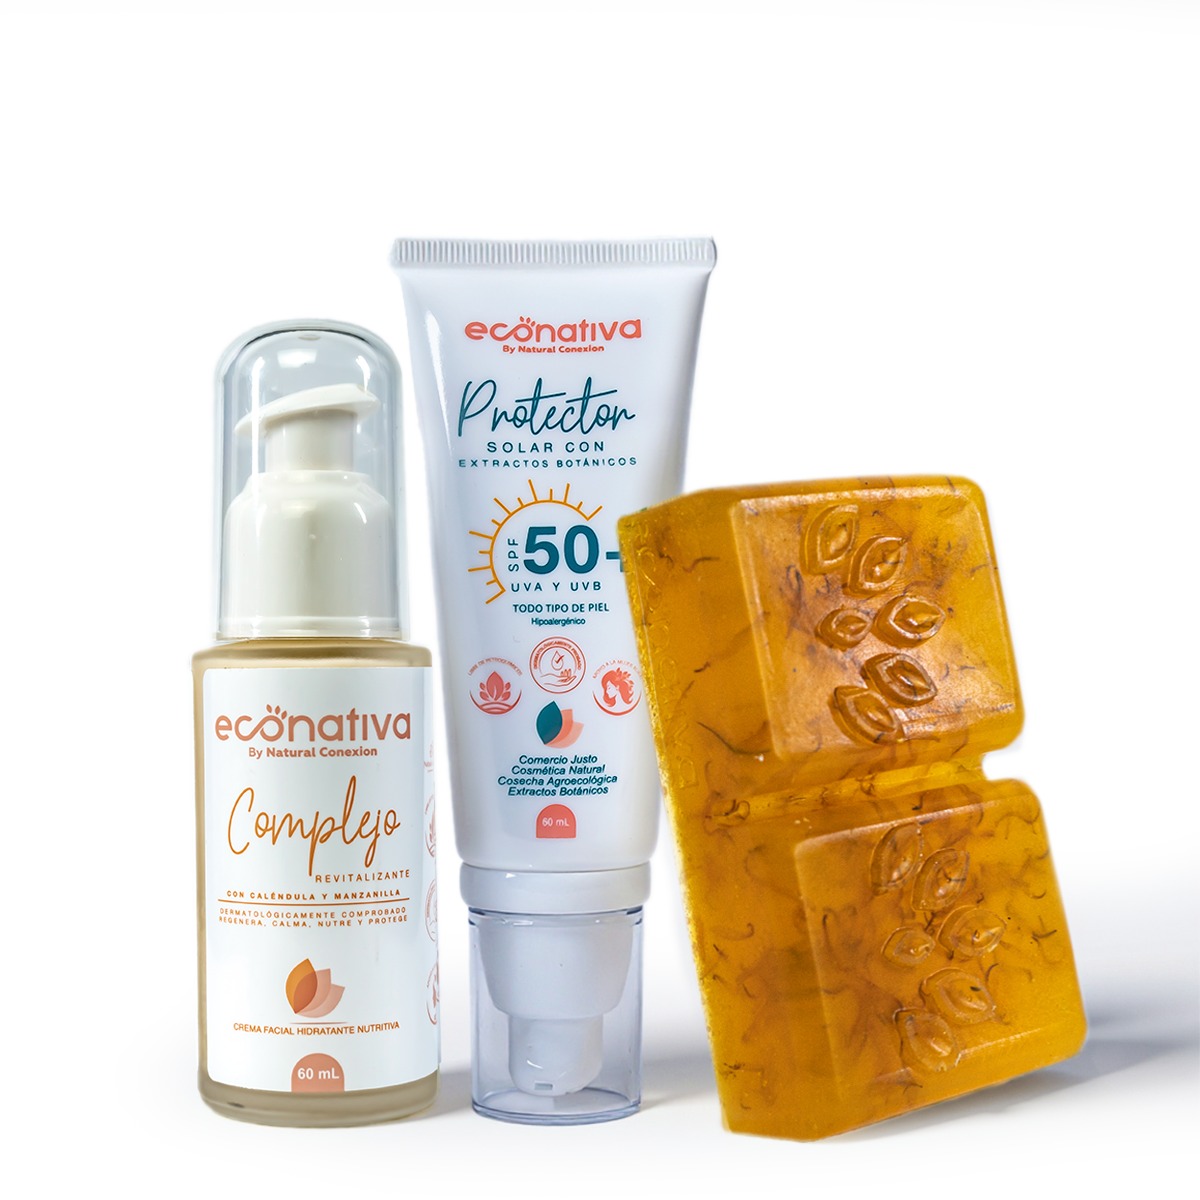 econativa
By Natural Conexion
Complejo
REVITALIZANTE
CON CALÉNDULA Y MANZANILLA
DERMATOLÓGICAMENTE COMPROBADO
REGENERA, CALMA, NUTRE Y PROTEGE
CREMA FACIAL HIDRATANTE NUTRITIVA
60 mL
econativa
By Natural Conexion
Protector
SOLAR CON
EXTRACTOS BOTÁNICOS
SPF 50+
UVA Y UVB
TODO TIPO DE PIEL
Hipoalergénico
Comercio Justo
Cosmética Natural
Cosecha Agroecológica
Extractos Botánicos
60 mL